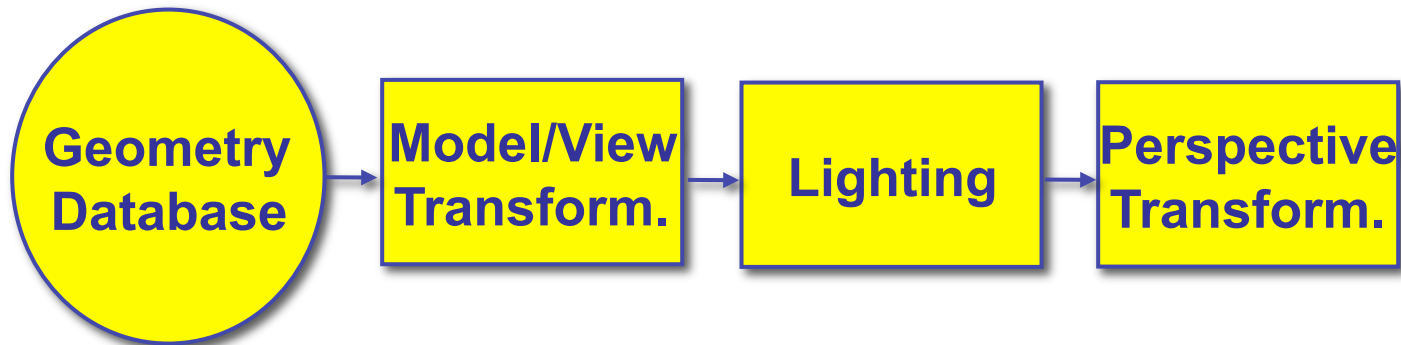 Geometry
Database
Model/View
Transform.
Lighting
Perspective
Transform.